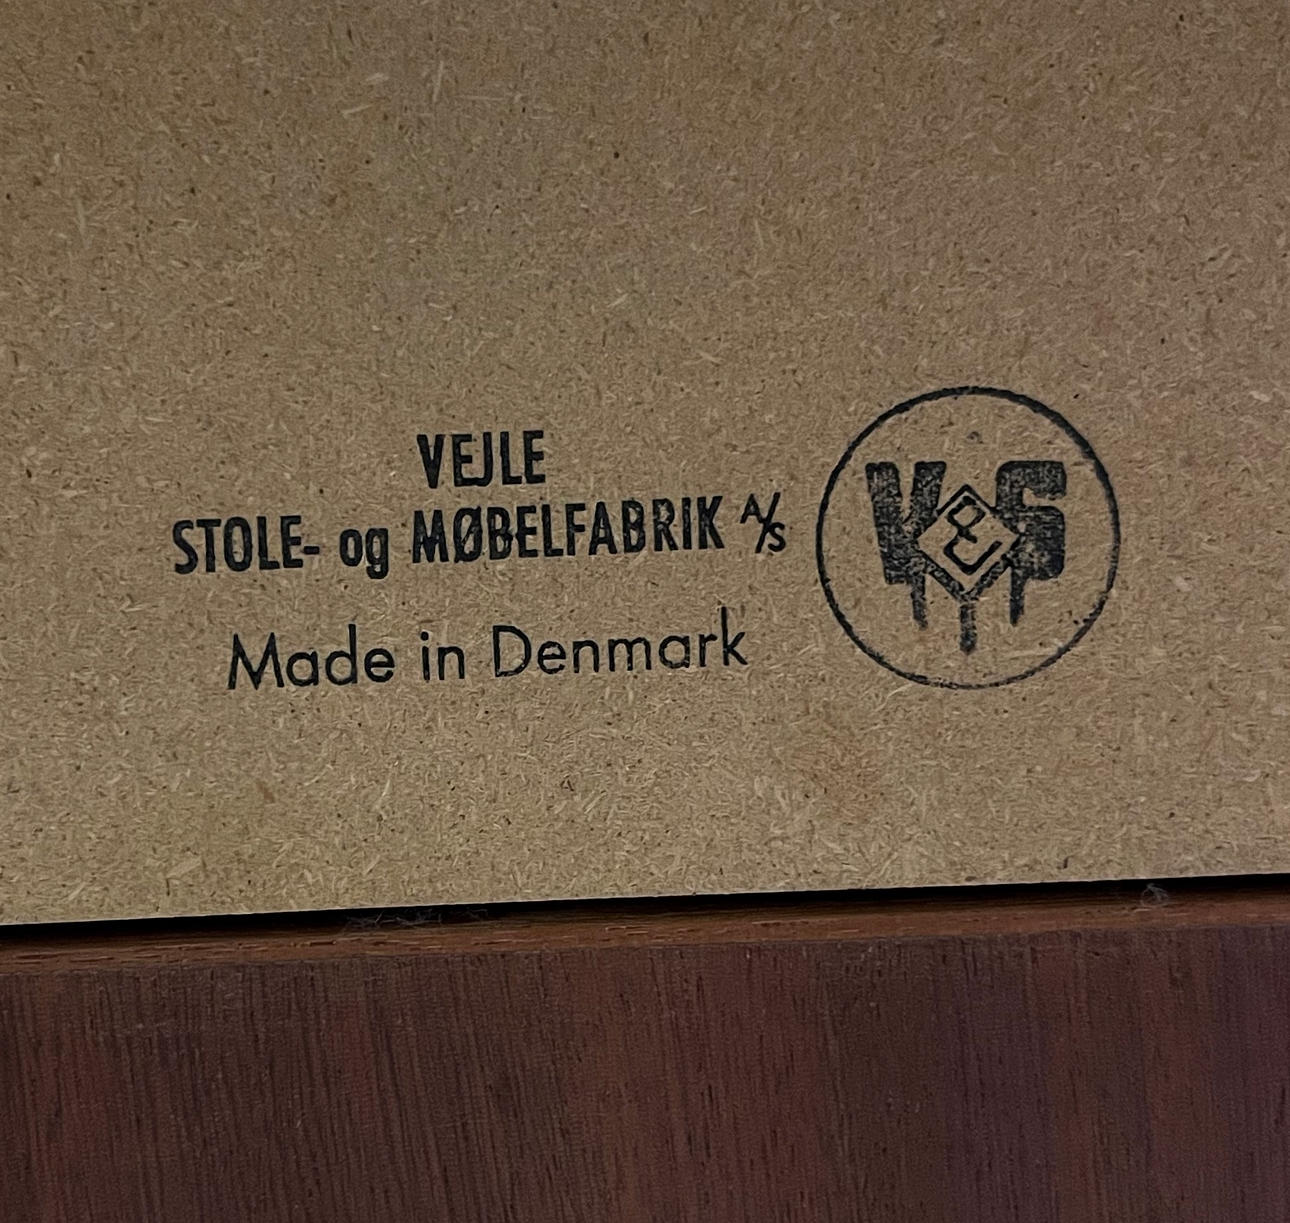 VEJLE
STOLE- og MØBELFABRIK A/S
Made in Denmark
V S